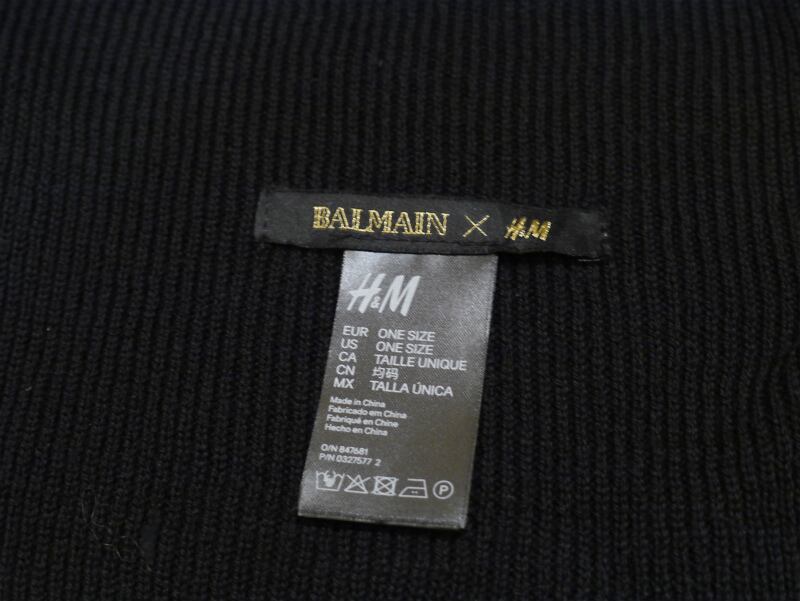 BALMAIN X H&M
H&M
EUR ONE SIZE
US ONE SIZE
CA TAILLE UNIQUE
CN 均码
MX TALLA ÚNICA
Made in China
Fabricado em China
Fabriqué en Chine
Hecho en China
O/N 847681
P/N 0327577 2
P